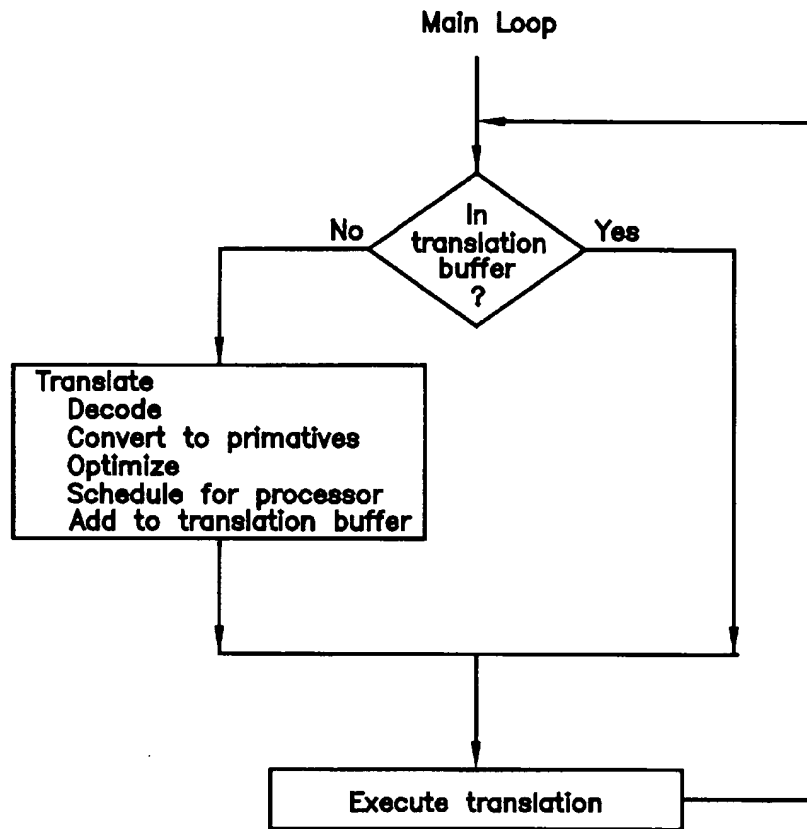 Main Loop
In
translation
buffer
?
No
Yes
Translate
Decode
Convert to primatives
Optimize
Schedule for processor
Add to translation buffer
Execute translation